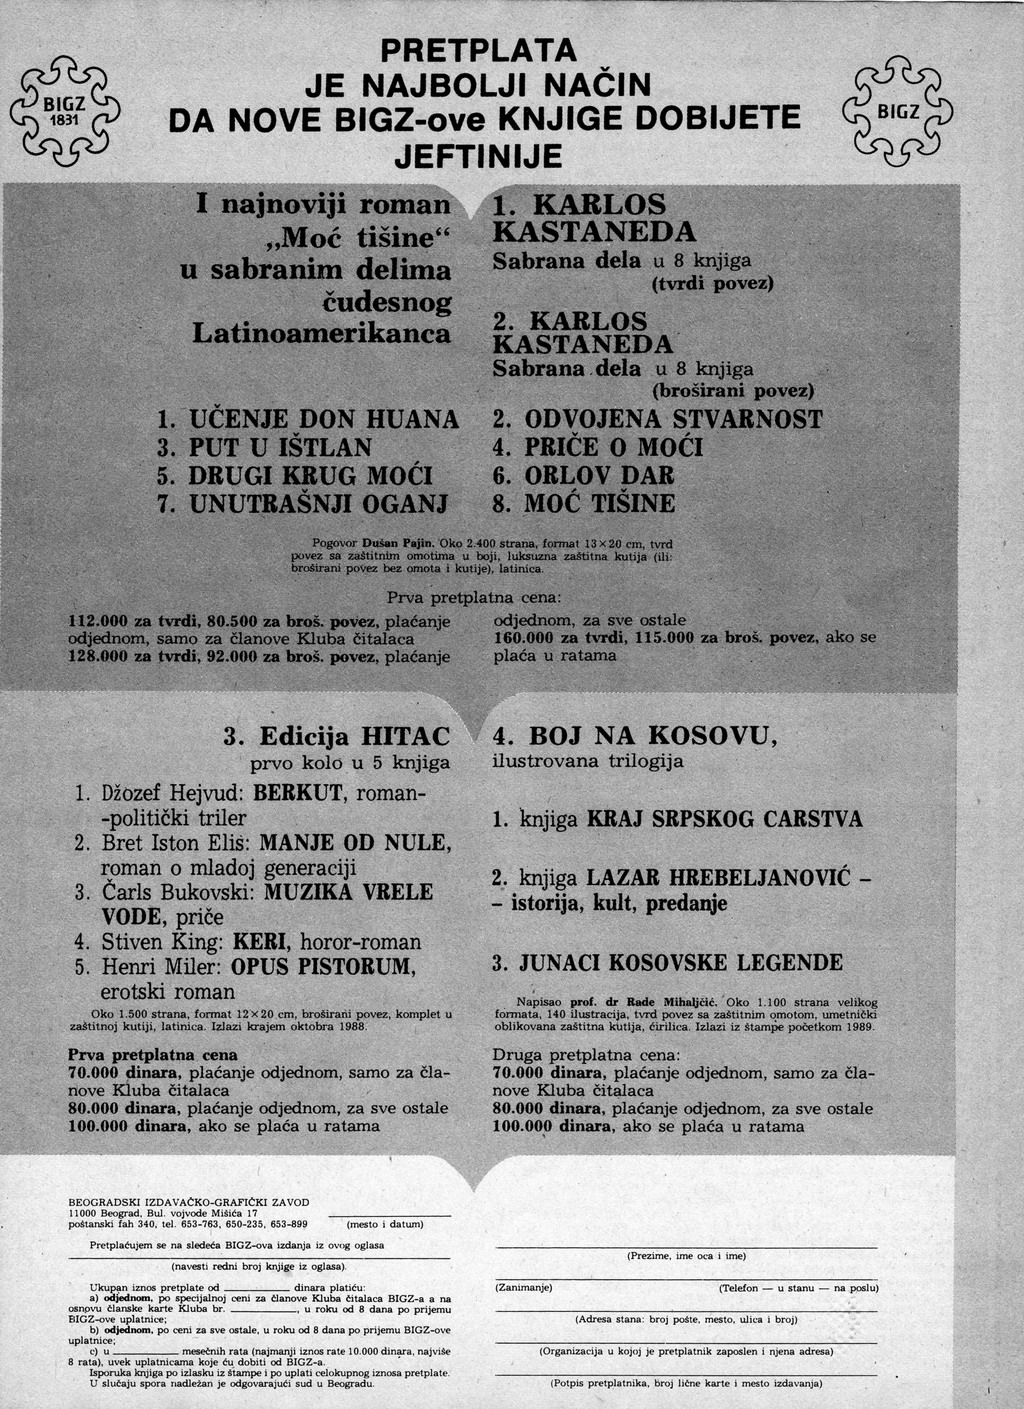 PRETPLATA
JE NAJBOLJI NAČIN
DA NOVE BIGZ-ove KNJIGE DOBIJETE
JEFTINIJE
BIGZ
1831
BIGZ
I najnoviji roman
„Moć tišine“
u sabranim delima
čudesnog
Latinoamerikanca
1. KARLOS
KASTANEDA
Sabrana dela u 8 knjiga
(tvrdi povez)
2. KARLOS
KASTANEDA
Sabrana dela u 8 knjiga
(broširani povez)
1. UČENJE DON HUANA
3. PUT U IŠTLAN
5. DRUGI KRUG MOĆI
7. UNUTRAŠNJI OGANJ
2. ODVOJENA STVARNOST
4. PRIČE O MOĆI
6. ORLOV DAR
8. MOĆ TIŠINE
Pogovor Dušan Pajin. Oko 2.400 strana, format 13×20 cm, tvrd
povez sa zaštitnim omotima u boji, luksuzna zaštitna kutija (ili:
broširani povez bez omota i kutije), latinica.
Prva pretplatna cena:
112.000 za tvrdi, 80.500 za broš. povez, plaćanje
odjednom, samo za članove Kluba čitalaca
128.000 za tvrdi, 92.000 za broš. povez, plaćanje
odjednom, za sve ostale
160.000 za tvrdi, 115.000 za broš. povez, ako se
plaća u ratama
3. Edicija HITAC
prvo kolo u 5 knjiga
1. Džozef Hejvud: BERKUT, roman-
-politički triler
2. Bret Iston Elis: MANJE OD NULE,
roman o mladoj generaciji
3. Čarls Bukovski: MUZIKA VRELE
VODE, priče
4. Stiven King: KERI, horor-roman
5. Henri Miler: OPUS PISTORUM,
erotski roman
Oko 1.500 strana, format 12×20 cm, broširani povez, komplet u
zaštitnoj kutiji, latinica. Izlazi krajem oktobra 1988.
Prva pretplatna cena
70.000 dinara, plaćanje odjednom, samo za čla-
nove Kluba čitalaca
80.000 dinara, plaćanje odjednom, za sve ostale
100.000 dinara, ako se plaća u ratama
4. BOJ NA KOSOVU,
ilustrovana trilogija
1. knjiga KRAJ SRPSKOG CARSTVA
2. knjiga LAZAR HREBELJANOVIĆ –
– istorija, kult, predanje
3. JUNACI KOSOVSKE LEGENDE
Napisao prof. dr Rade Mihaljčić. Oko 1.100 strana velikog
formata, 140 ilustracija, tvrd povez sa zaštitnim omotom, umetnički
oblikovana zaštitna kutija, ćirilica. Izlazi iz štampe početkom 1989.
Druga pretplatna cena:
70.000 dinara, plaćanje odjednom, samo za čla-
nove Kluba čitalaca
80.000 dinara, plaćanje odjednom, za sve ostale
100.000 dinara, ako se plaća u ratama
BEOGRADSKI IZDAVAČKO-GRAFIČKI ZAVOD
11000 Beograd, Bul. vojvode Mišića 17
poštanski fah 340, tel. 653-763, 650-235, 653-899
(mesto i datum)
Pretplaćujem se na sledeća BIGZ-ova izdanja iz ovog oglasa
(navesti redni broj knjige iz oglasa).
Ukupan iznos pretplate od __________ dinara platiću:
a) odjednom, po specijalnoj ceni za članove Kluba čitalaca BIGZ-a a na
osnovu članske karte Kluba br. __________, u roku od 8 dana po prijemu
BIGZ-ove uplatnice;
b) odjednom, po ceni za sve ostale, u roku od 8 dana po prijemu BIGZ-ove
uplatnice;
c) u __________ mesečnih rata (najmanji iznos rate 10.000 dinara, najviše
8 rata), uvek uplatnicama koje ću dobiti od BIGZ-a.
Isporuka knjiga po izlasku iz štampe i po uplati celokupnog iznosa pretplate.
U slučaju spora nadležan je odgovarajući sud u Beogradu.
(Prezime, ime oca i ime)
(Zanimanje)
(Telefon — u stanu — na poslu)
(Adresa stana: broj pošte, mesto, ulica i broj)
(Organizacija u kojoj je pretplatnik zaposlen i njena adresa)
(Potpis pretplatnika, broj lične karte i mesto izdavanja)